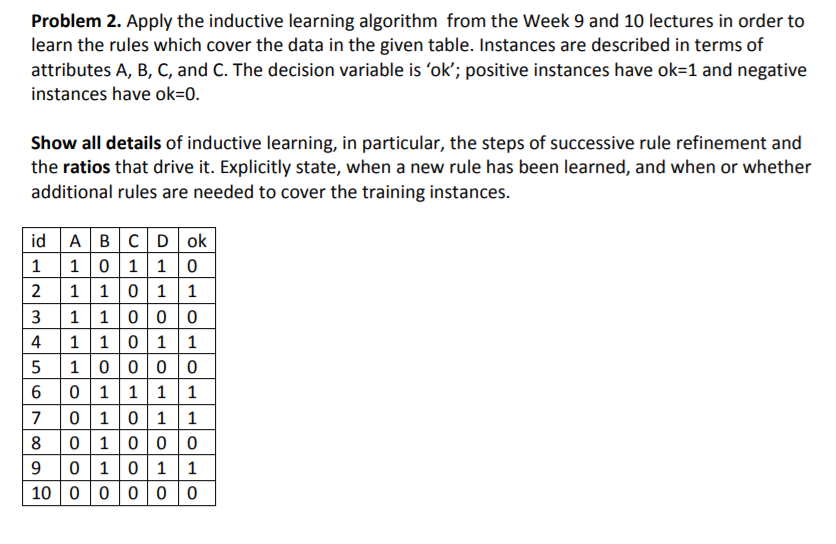 Problem 2. Apply the inductive learning algorithm from the Week 9 and 10 lectures in order to
learn the rules which cover the data in the given table. Instances are described in terms of
attributes A, B, C, and C. The decision variable is ‘ok’; positive instances have ok=1 and negative
instances have ok=0.
Show all details of inductive learning, in particular, the steps of successive rule refinement and
the ratios that drive it. Explicitly state, when a new rule has been learned, and when or whether
additional rules are needed to cover the training instances.
id A B C D ok
1 1 0 1 1 0
2 1 1 0 1 1
3 1 1 0 0 0
4 1 1 0 1 1
5 1 0 0 0 0
6 0 1 1 1 1
7 0 1 0 1 1
8 0 1 0 0 0
9 0 1 0 1 1
10 0 0 0 0 0